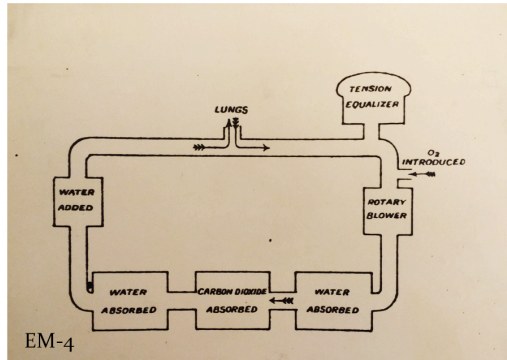 TENSION
EQUALIZER
LUNGS
O2
INTRODUCED
WATER
ADDED
ROTARY
BLOWER
WATER
ABSORBED
CARBON DIOXIDE
ABSORBED
WATER
ABSORBED
EM-4